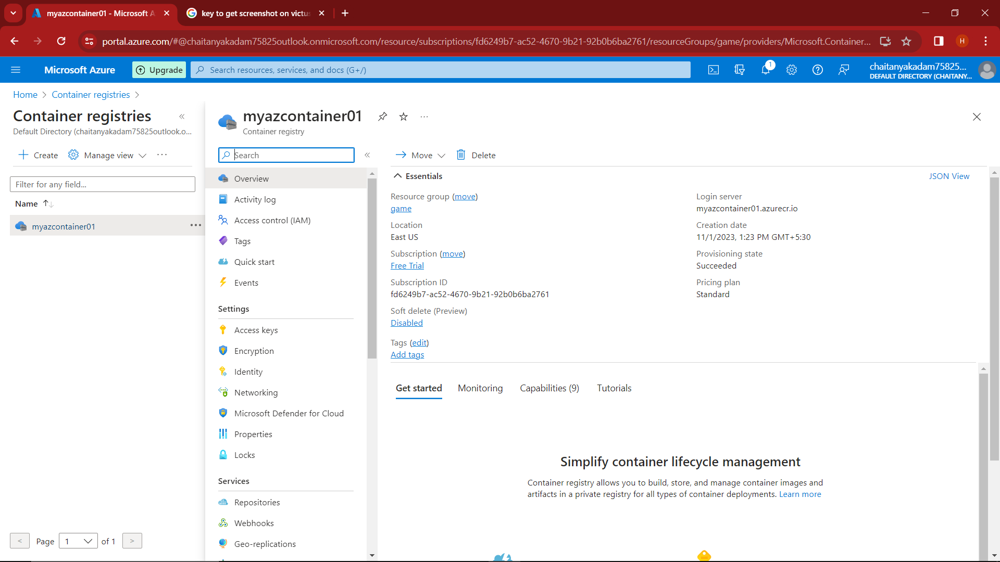 myazcontainer01 - Microsoft A
key to get screenshot on victus
portal.azure.com/#@chaitanyakadam75825outlook.onmicrosoft.com/resource/subscriptions/fd6249b7-ac52-4670-9b21-92b0b6ba2761/resourceGroups/game/providers/Microsoft.Container...
H
Microsoft Azure
Upgrade
Search resources, services, and docs (G+/)
1
chaitanyakadam75825...
DEFAULT DIRECTORY (CHAITANY...
Home > Container registries >
Container registries
Default Directory (chaitanyakadam75825outlook.o...
Create
Manage view
Filter for any field...
Name
myazcontainer01
< Page 1 of 1 >
myazcontainer01
Container registry
Search
Overview
Activity log
Access control (IAM)
Tags
Quick start
Events
Settings
Access keys
Encryption
Identity
Networking
Microsoft Defender for Cloud
Properties
Locks
Services
Repositories
Webhooks
Geo-replications
Move
Delete
Essentials
JSON View
Resource group (move)
game
Location
East US
Subscription (move)
Free Trial
Subscription ID
fd6249b7-ac52-4670-9b21-92b0b6ba2761
Soft delete (Preview)
Disabled
Tags (edit)
Add tags
Login server
myazcontainer01.azurecr.io
Creation date
11/1/2023, 1:23 PM GMT+5:30
Provisioning state
Succeeded
Pricing plan
Standard
Get started
Monitoring
Capabilities (9)
Tutorials
Simplify container lifecycle management
Container registry allows you to build, store, and manage container images and
artifacts in a private registry for all types of container deployments. Learn more